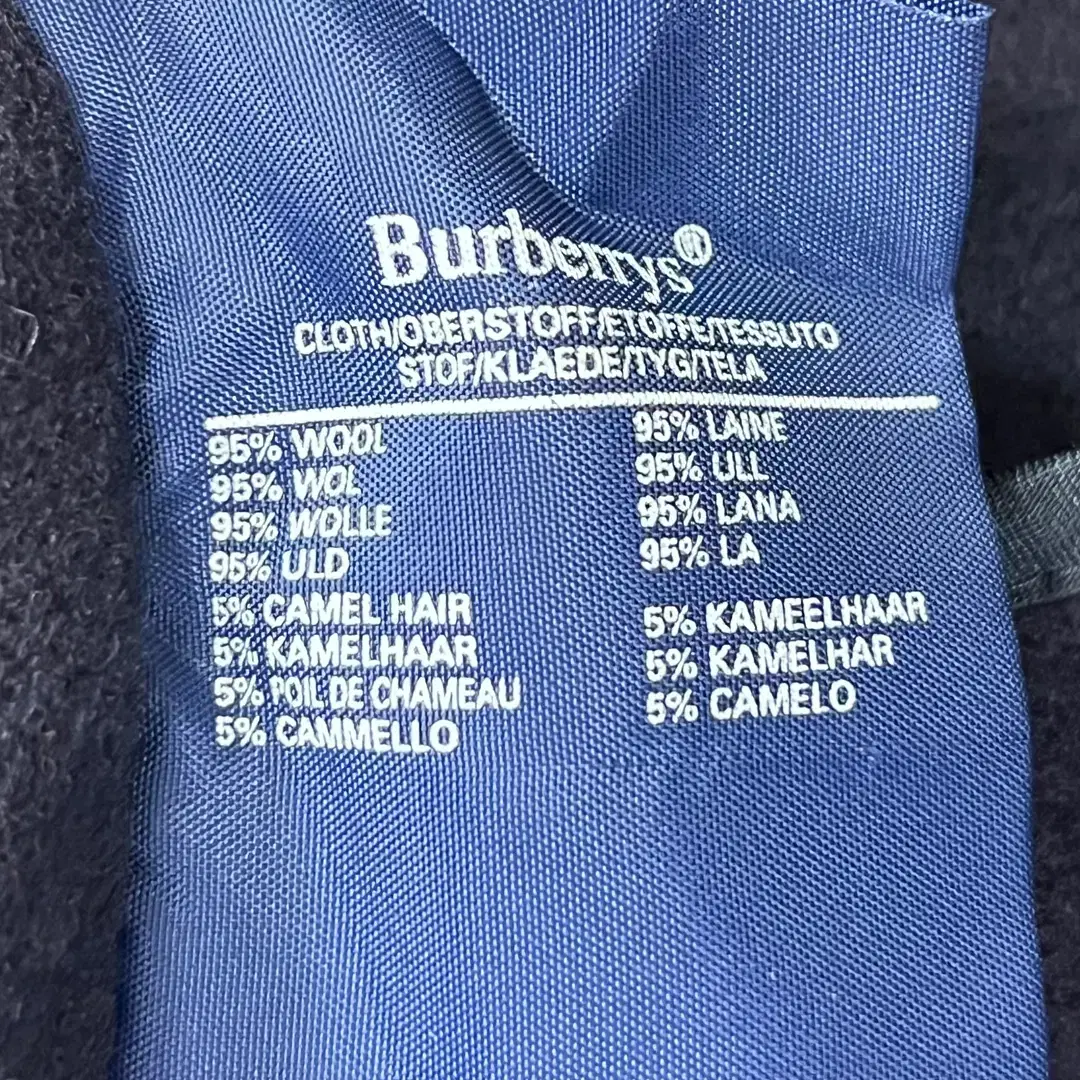 Burberrys®
CLOTH/OBERSTOFF/ETOFFE/TESSUTO
STOF/KLAEDE/TYG/TELA
95% WOOL
95% WOL
95% WOLLE
95% ULD
5% CAMEL HAIR
5% KAMELHAAR
5% POIL DE CHAMEAU
5% CAMMELLO
95% LAINE
95% ULL
95% LANA
95% LA
5% KAMEELHAAR
5% KAMELHAR
5% CAMELO